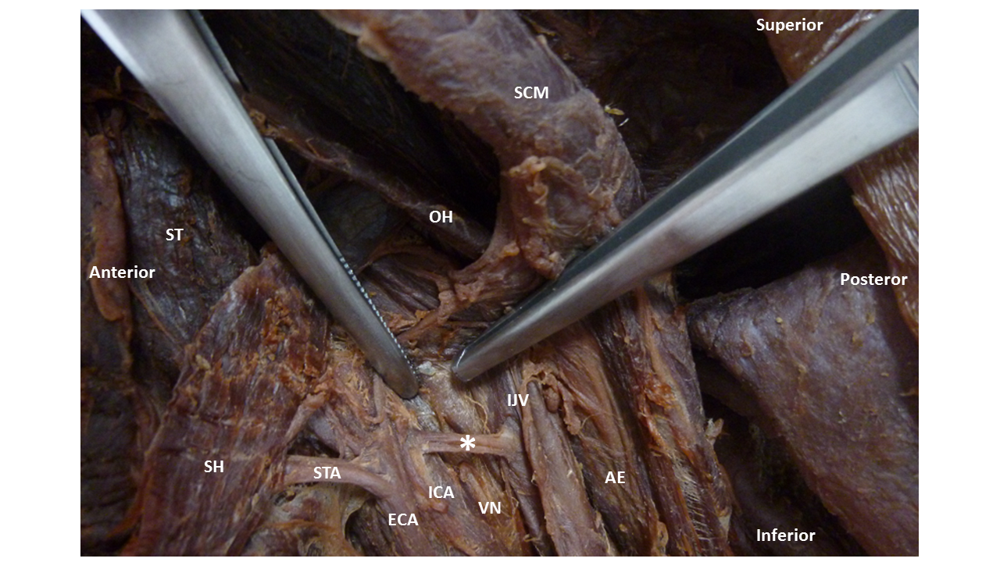 Superior
SCM
OH
ST
Anterior
Posteror
IJV
*
SH
STA
AE
ICA
VN
ECA
Inferior